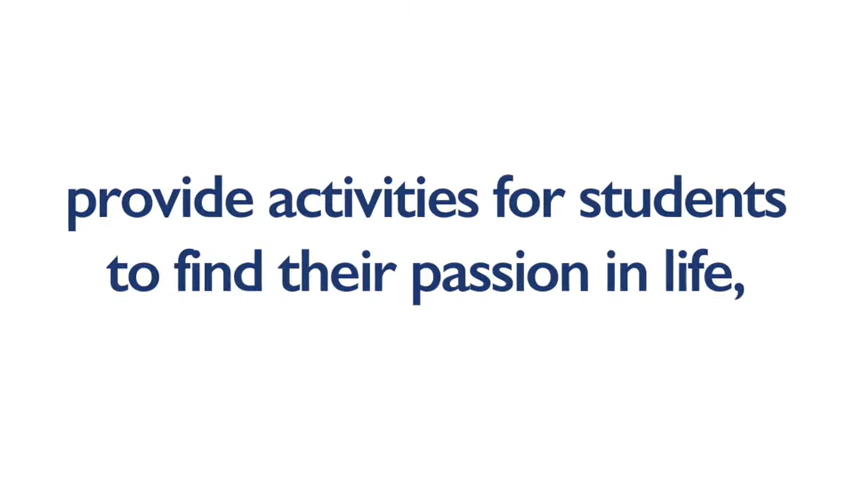 provide activities for students
to find their passion in life,